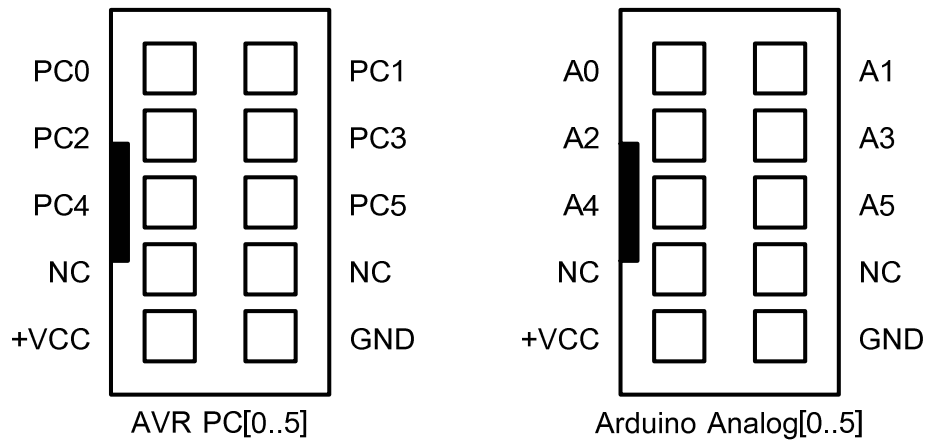 PC0 PC1 A0 A1
PC2 PC3 A2 A3
PC4 PC5 A4 A5
NC NC NC NC
+VCC GND +VCC GND
AVR PC[0..5] Arduino Analog[0..5]